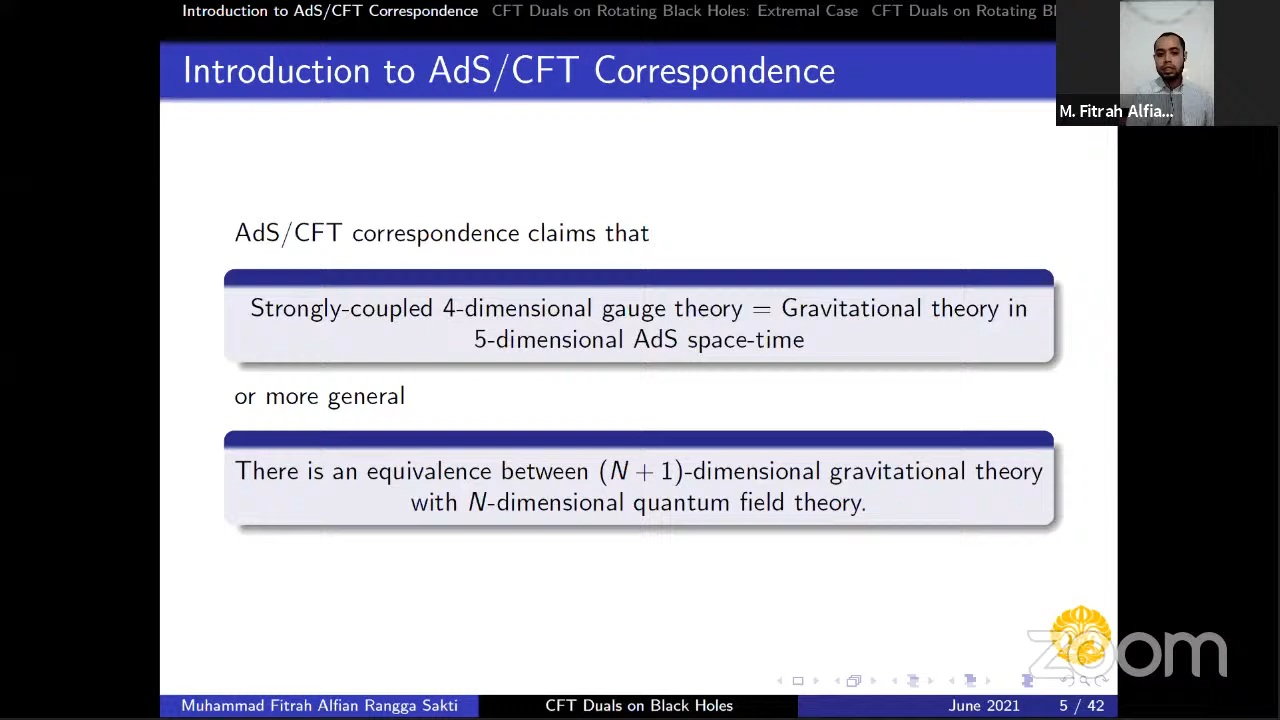 Introduction to AdS/CFT Correspondence CFT Duals on Rotating Black Holes: Extremal Case CFT Duals on Rotating Bl
Introduction to AdS/CFT Correspondence
M. Fitrah Alfia...
AdS/CFT correspondence claims that
Strongly-coupled 4-dimensional gauge theory = Gravitational theory in
5-dimensional AdS space-time
or more general
There is an equivalence between (N + 1)-dimensional gravitational theory
with N-dimensional quantum field theory.
zoom
Muhammad Fitrah Alfian Rangga Sakti CFT Duals on Black Holes June 2021 5 / 42